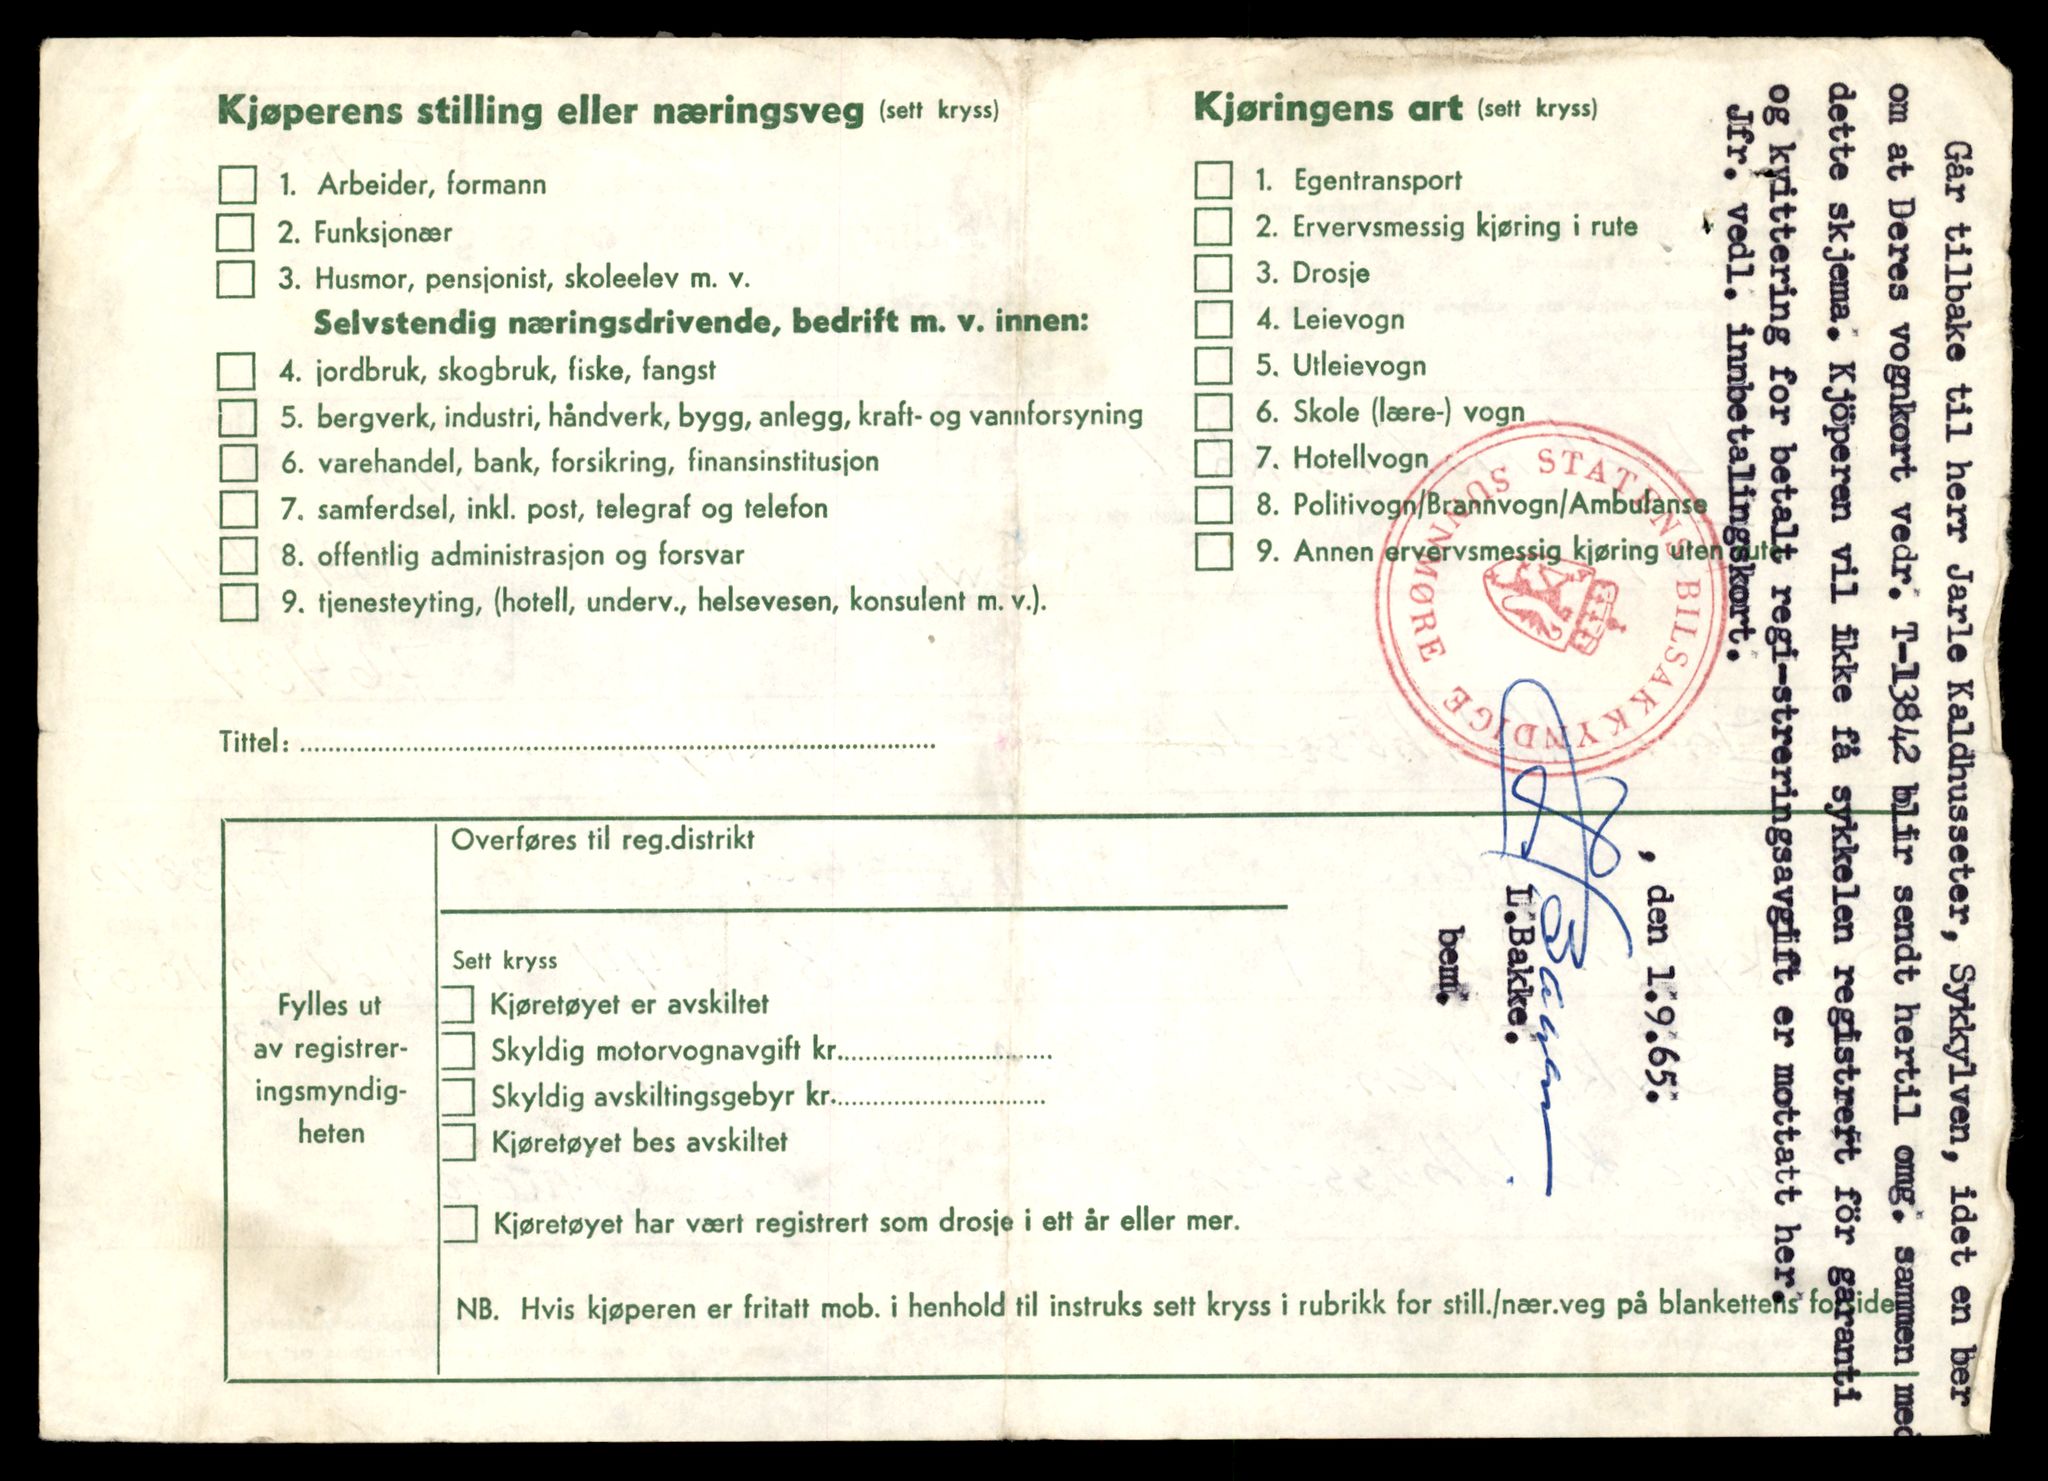 Kjøperens stilling eller næringsveg (sett kryss)
1. Arbeider, formann
2. Funksjonær
3. Husmor, pensjonist, skoleelev m. v.
Selvstendig næringsdrivende, bedrift m. v. innen:
4. jordbruk, skogbruk, fiske, fangst
5. bergverk, industri, håndverk, bygg, anlegg, kraft- og vannforsyning
6. varehandel, bank, forsikring, finansinstitusjon
7. samferdsel, inkl. post, telegraf og telefon
8. offentlig administrasjon og forsvar
9. tjenesteyting, (hotell, underv., helsevesen, konsulent m. v.).
Tittel:
Kjøringens art (sett kryss)
1. Egentransport
2. Ervervsmessig kjøring i rute
3. Drosje
4. Leievogn
5. Utleievogn
6. Skole (lære-) vogn
7. Hotellvogn
8. Politivogn/Brannvogn/Ambulanse
9. Annen ervervsmessig kjøring uten rute
STATENS BILSAKKYNDIGE SUNNMØRE
Fylles ut
av registrer-
ingsmyndig-
heten
Overføres til reg.distrikt
Sett kryss
Kjøretøyet er avskiltet
Skyldig motorvognavgift kr.
Skyldig avskiltingsgebyr kr.
Kjøretøyet bes avskiltet
Kjøretøyet har vært registrert som drosje i ett år eller mer.
NB. Hvis kjøperen er fritatt mob. i henhold til instruks sett kryss i rubrikk for still./nær.veg på blankettens forside
Går tilbake til herr Jarle Kaldhusseter, Sykkylven, idet en ber
om at Deres vognkort vedr. T-13842 blir sendt hertil omg. sammen med
dette skjema. Kjöperen vil ikke få sykkelen registrert för garanti
og kvittering for betalt regi-streringsavgift er mottatt her.
Jfr. vedl. innbetalingskort.
, den 1.9.65.
L.Bakke.
bem.